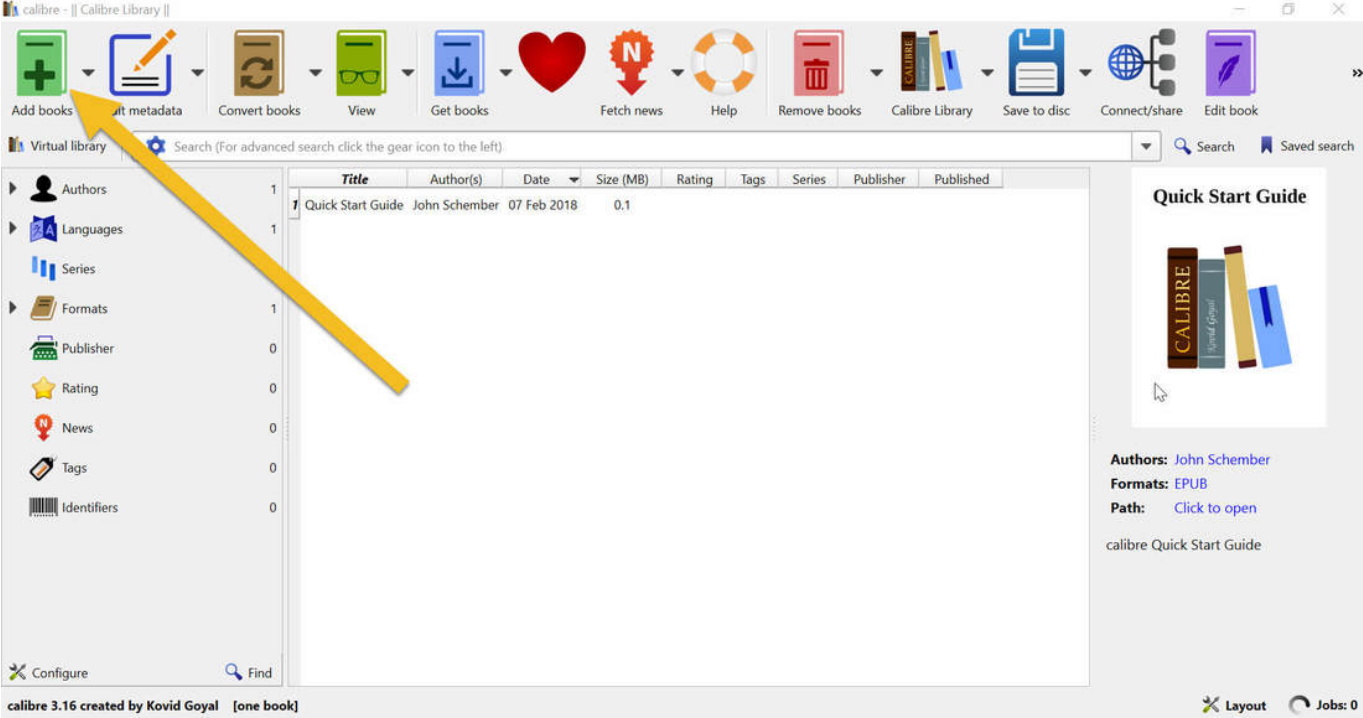 calibre - || Calibre Library ||
Add books
it metadata
Convert books
View
Get books
N
Fetch news
Help
Remove books
CALIBRE
Calibre Library
Save to disc
Connect/share
Edit book
»
Virtual library
Search (For advanced search click the gear icon to the left)
Search
Saved search
Authors 1
Languages 1
Series
Formats 1
Publisher 0
Rating 0
News 0
Tags 0
Identifiers 0
Title Author(s) Date Size (MB) Rating Tags Series Publisher Published
1 Quick Start Guide John Schember 07 Feb 2018 0.1
Quick Start Guide
CALIBRE
Kovid Goyal
Authors: John Schember
Formats: EPUB
Path: Click to open
calibre Quick Start Guide
Configure
Find
calibre 3.16 created by Kovid Goyal [one book]
Layout
Jobs: 0